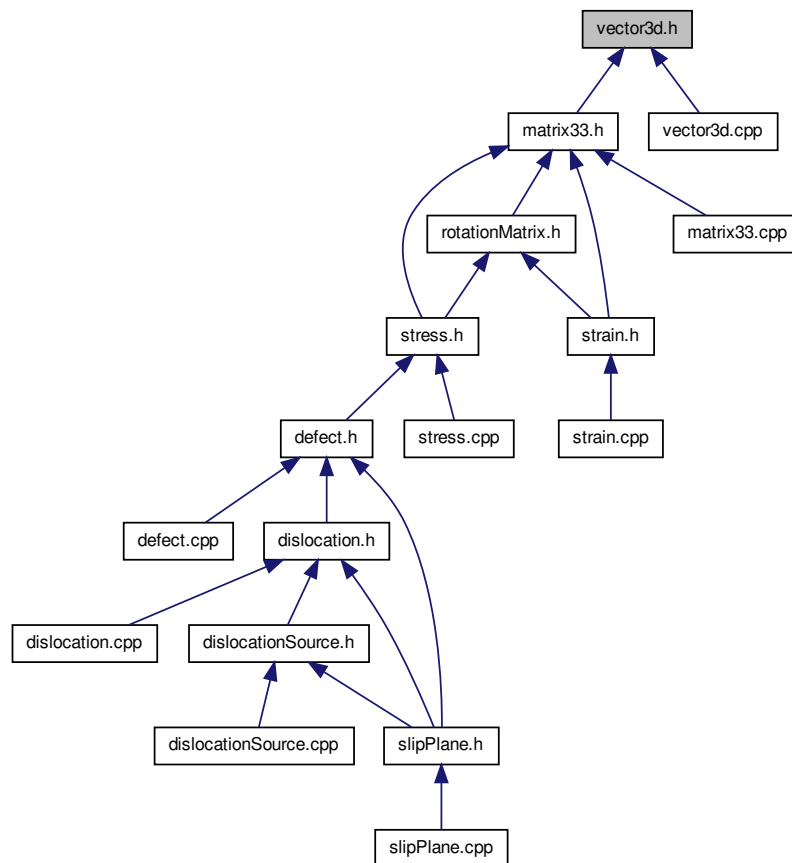 vector3d.h
matrix33.h
vector3d.cpp
rotationMatrix.h
matrix33.cpp
stress.h
strain.h
defect.h
stress.cpp
strain.cpp
defect.cpp
dislocation.h
dislocation.cpp
dislocationSource.h
dislocationSource.cpp
slipPlane.h
slipPlane.cpp